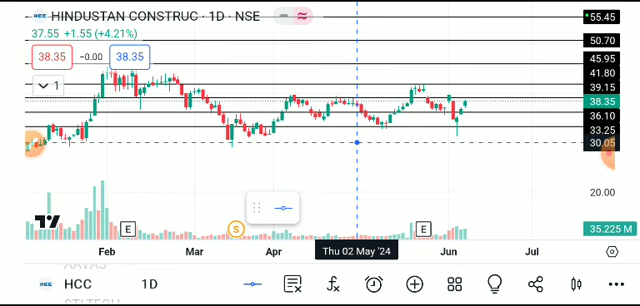 HCC HINDUSTAN CONSTRUC · 1D · NSE
37.55 +1.55 (+4.21%)
38.35 −0.00 38.35
1
55.45
50.70
45.95
41.80
39.15
38.35
36.10
33.25
30.05
20.00
35.225 M
E S E
Feb Mar Apr Thu 02 May '24 Jun Jul
HCC HCC 1D